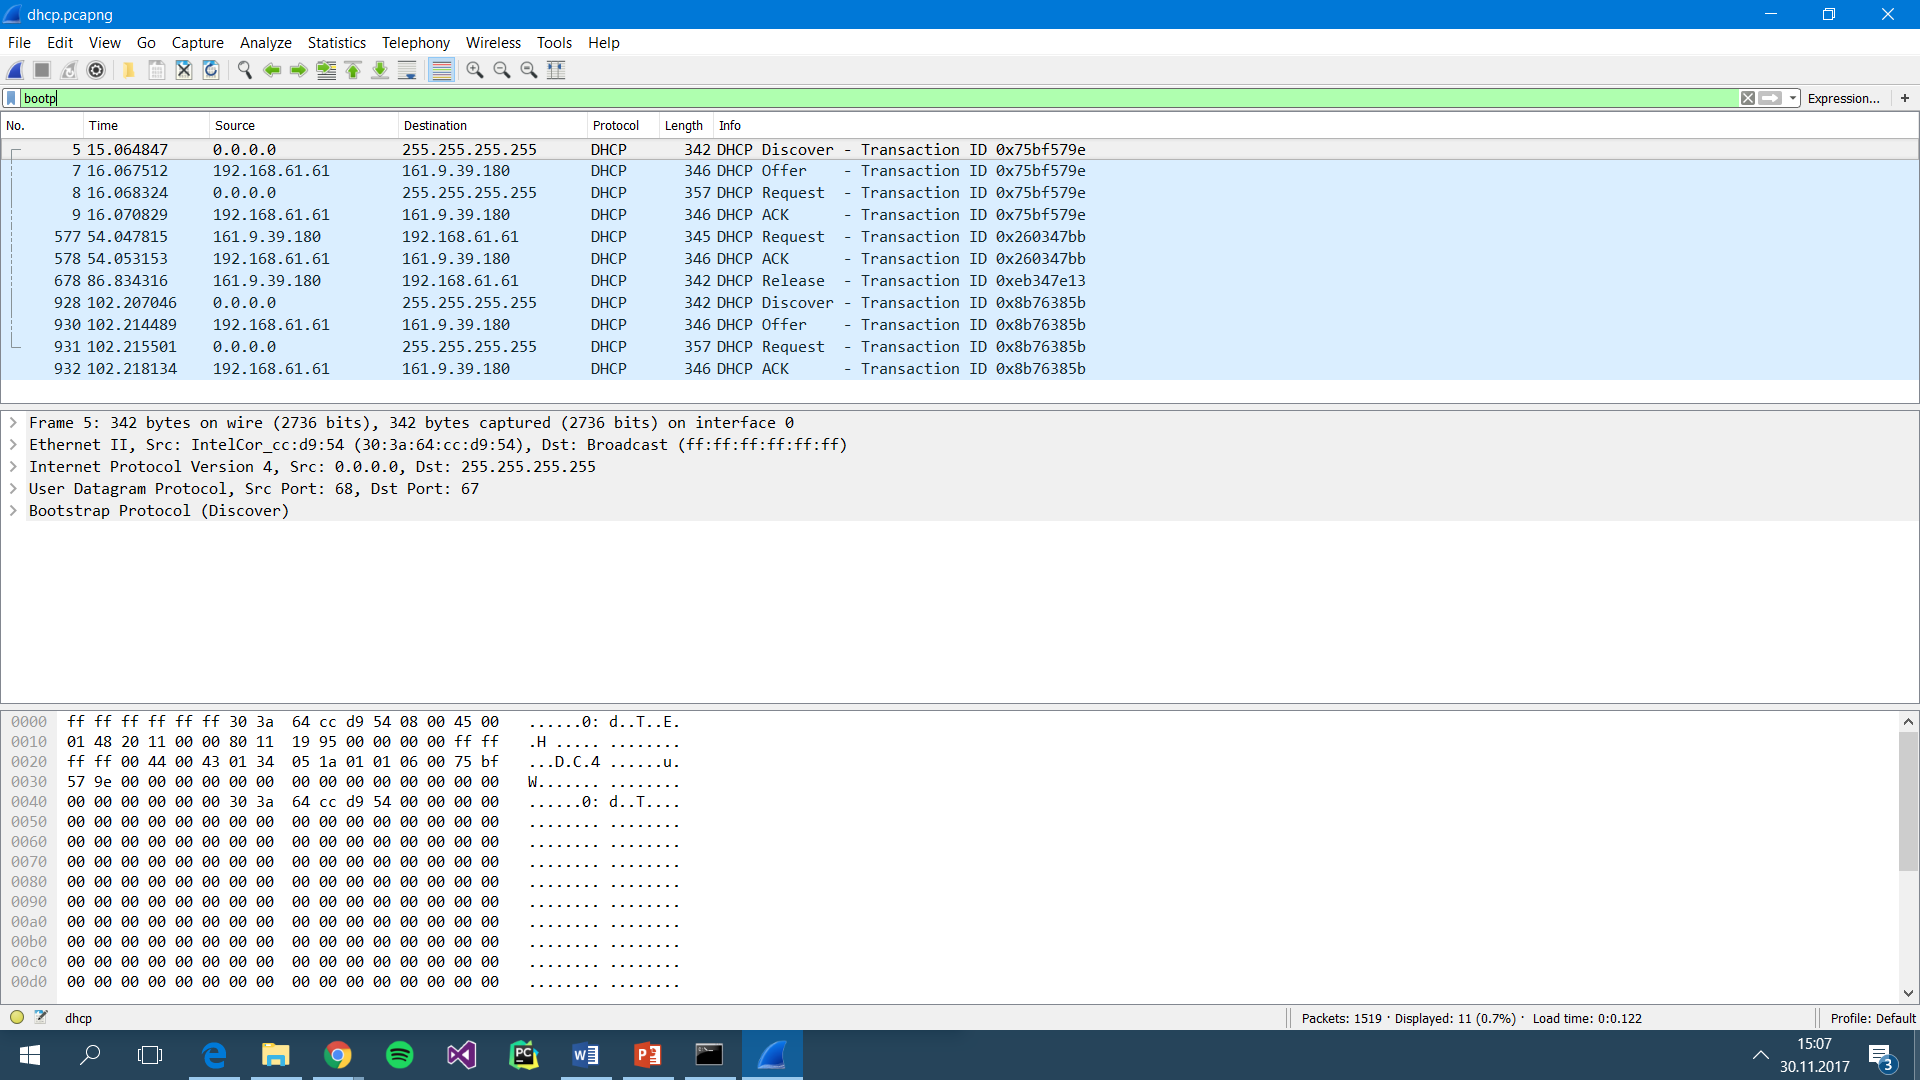 dhcp.pcapng
File Edit View Go Capture Analyze Statistics Telephony Wireless Tools Help
bootp Expression... +
No. Time Source Destination Protocol Length Info
5 15.064847 0.0.0.0 255.255.255.255 DHCP 342 DHCP Discover - Transaction ID 0x75bf579e
7 16.067512 192.168.61.61 161.9.39.180 DHCP 346 DHCP Offer - Transaction ID 0x75bf579e
8 16.068324 0.0.0.0 255.255.255.255 DHCP 357 DHCP Request - Transaction ID 0x75bf579e
9 16.070829 192.168.61.61 161.9.39.180 DHCP 346 DHCP ACK - Transaction ID 0x75bf579e
577 54.047815 161.9.39.180 192.168.61.61 DHCP 345 DHCP Request - Transaction ID 0x260347bb
578 54.053153 192.168.61.61 161.9.39.180 DHCP 346 DHCP ACK - Transaction ID 0x260347bb
678 86.834316 161.9.39.180 192.168.61.61 DHCP 342 DHCP Release - Transaction ID 0xeb347e13
928 102.207046 0.0.0.0 255.255.255.255 DHCP 342 DHCP Discover - Transaction ID 0x8b76385b
930 102.214489 192.168.61.61 161.9.39.180 DHCP 346 DHCP Offer - Transaction ID 0x8b76385b
931 102.215501 0.0.0.0 255.255.255.255 DHCP 357 DHCP Request - Transaction ID 0x8b76385b
932 102.218134 192.168.61.61 161.9.39.180 DHCP 346 DHCP ACK - Transaction ID 0x8b76385b
Frame 5: 342 bytes on wire (2736 bits), 342 bytes captured (2736 bits) on interface 0
Ethernet II, Src: IntelCor_cc:d9:54 (30:3a:64:cc:d9:54), Dst: Broadcast (ff:ff:ff:ff:ff:ff)
Internet Protocol Version 4, Src: 0.0.0.0, Dst: 255.255.255.255
User Datagram Protocol, Src Port: 68, Dst Port: 67
Bootstrap Protocol (Discover)
0000 ff ff ff ff ff ff 30 3a 64 cc d9 54 08 00 45 00 ......0: d..T..E.
0010 01 48 20 11 00 00 80 11 19 95 00 00 00 00 ff ff .H ..... ........
0020 ff ff 00 44 00 43 01 34 05 1a 01 01 06 00 75 bf ...D.C.4 ......u.
0030 57 9e 00 00 00 00 00 00 00 00 00 00 00 00 00 00 W....... ........
0040 00 00 00 00 00 00 30 3a 64 cc d9 54 00 00 00 00 ......0: d..T....
0050 00 00 00 00 00 00 00 00 00 00 00 00 00 00 00 00 ........ ........
0060 00 00 00 00 00 00 00 00 00 00 00 00 00 00 00 00 ........ ........
0070 00 00 00 00 00 00 00 00 00 00 00 00 00 00 00 00 ........ ........
0080 00 00 00 00 00 00 00 00 00 00 00 00 00 00 00 00 ........ ........
0090 00 00 00 00 00 00 00 00 00 00 00 00 00 00 00 00 ........ ........
00a0 00 00 00 00 00 00 00 00 00 00 00 00 00 00 00 00 ........ ........
00b0 00 00 00 00 00 00 00 00 00 00 00 00 00 00 00 00 ........ ........
00c0 00 00 00 00 00 00 00 00 00 00 00 00 00 00 00 00 ........ ........
00d0 00 00 00 00 00 00 00 00 00 00 00 00 00 00 00 00 ........ ........
dhcp Packets: 1519 · Displayed: 11 (0.7%) · Load time: 0:0.122 Profile: Default
15:07
30.11.2017
3